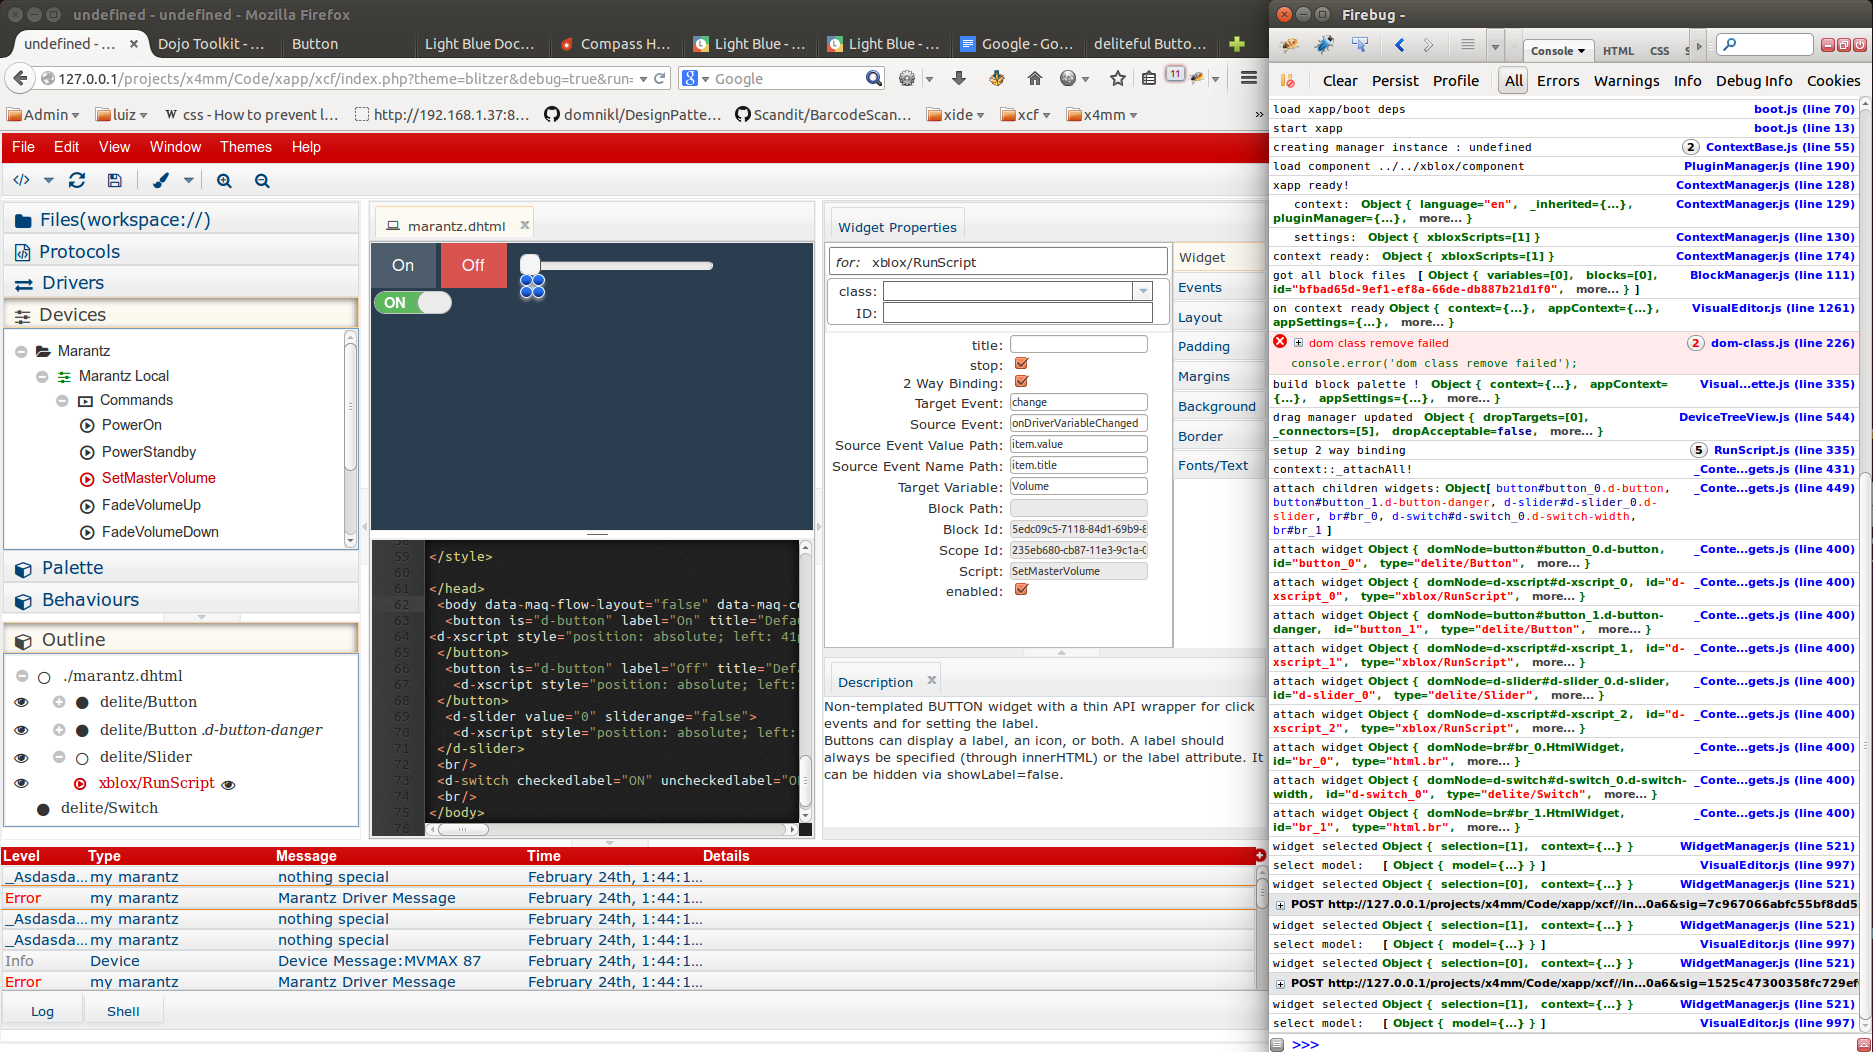 undefined - undefined - Mozilla Firefox
undefined - ...
Dojo Toolkit - ...
Button
Light Blue Doc...
Compass H...
Light Blue - ...
Light Blue - ...
Google - Go...
deliteful Butto...
127.0.0.1/projects/x4mm/Code/xapp/xcf/index.php?theme=blitzer&debug=true&run=
Google
11
Admin
luiz
W css - How to prevent l...
http://192.168.1.37:8...
domnikl/DesignPatte...
Scandit/BarcodeScan...
xide
xcf
x4mm
»
File Edit View Window Themes Help
Files(workspace://)
Protocols
Drivers
Devices
Marantz
Marantz Local
Commands
PowerOn
PowerStandby
SetMasterVolume
FadeVolumeUp
FadeVolumeDown
Palette
Behaviours
Outline
./marantz.dhtml
delite/Button
delite/Button .d-button-danger
delite/Slider
xblox/RunScript
delite/Switch
marantz.dhtml
On
Off
ON
59 </style>
60
61 </head>
62 <body data-maq-flow-layout="false" data-maq-c
63 <button is="d-button" label="On" title="Defa
64 <d-xscript style="position: absolute; left: 41p
65 </button>
66 <button is="d-button" label="Off" title="Def
67 <d-xscript style="position: absolute; left:
68 </button>
69 <d-slider value="0" sliderange="false">
70 <d-xscript style="position: absolute; left:
71 </d-slider>
72 <br/>
73 <d-switch checkedlabel="ON" uncheckedlabel="O
74 <br/>
75 </body>
76
Widget Properties
for: xblox/RunScript
class:
ID:
title:
stop:
2 Way Binding:
Target Event: change
Source Event: onDriverVariableChanged
Source Event Value Path: item.value
Source Event Name Path: item.title
Target Variable: Volume
Block Path:
Block Id: 5edc09c5-7118-84d1-69b9-8
Scope Id: 235eb680-cb87-11e3-9c1a-0
Script: SetMasterVolume
enabled:
Widget
Events
Layout
Padding
Margins
Background
Border
Fonts/Text
Description
Non-templated BUTTON widget with a thin API wrapper for click
events and for setting the label.
Buttons can display a label, an icon, or both. A label should
always be specified (through innerHTML) or the label attribute. It
can be hidden via showLabel=false.
Level Type Message Time Details
_Asdasda... my marantz nothing special February 24th, 1:44:1...
Error my marantz Marantz Driver Message February 24th, 1:44:1...
_Asdasda... my marantz nothing special February 24th, 1:44:1...
_Asdasda... my marantz nothing special February 24th, 1:44:1...
Info Device Device Message:MVMAX 87 February 24th, 1:44:1...
Error my marantz Marantz Driver Message February 24th, 1:44:1...
Log
Shell
Firebug -
Console HTML CSS
Clear Persist Profile All Errors Warnings Info Debug Info Cookies
load xapp/boot deps boot.js (line 70)
start xapp boot.js (line 13)
creating manager instance : undefined 2 ContextBase.js (line 55)
load component ../../xblox/component PluginManager.js (line 190)
xapp ready! ContextManager.js (line 128)
context: Object { language="en", _inherited={...}, ContextManager.js (line 129)
pluginManager={...}, more... }
settings: Object { xbloxScripts=[1] } ContextManager.js (line 130)
context ready: Object { xbloxScripts=[1] } ContextManager.js (line 174)
got all block files [ Object { variables=[0], blocks=[0], BlockManager.js (line 111)
id="bfbad65d-9ef1-ef8a-66de-db887b21d1f0", more... } ]
on context ready Object { context={...}, appContext={...}, VisualEditor.js (line 1261)
appSettings={...}, more... }
dom class remove failed 2 dom-class.js (line 226)
console.error('dom class remove failed');
build block palette ! Object { context={...}, appContext= Visual...ette.js (line 335)
{...}, appSettings={...}, more... }
drag manager updated Object { dropTargets=[0], DeviceTreeView.js (line 544)
_connectors=[5], dropAcceptable=false, more... }
setup 2 way binding 5 RunScript.js (line 335)
context::_attachAll! _Conte...gets.js (line 431)
attach children widgets: Object[ button#button_0.d-button, _Conte...gets.js (line 449)
button#button_1.d-button-danger, d-slider#d-slider_0.d-
slider, br#br_0, d-switch#d-switch_0.d-switch-width,
br#br_1 ]
attach widget Object { domNode=button#button_0.d-button, _Conte...gets.js (line 400)
id="button_0", type="delite/Button", more... }
attach widget Object { domNode=d-xscript#d-xscript_0, id="d- _Conte...gets.js (line 400)
xscript_0", type="xblox/RunScript", more... }
attach widget Object { domNode=button#button_1.d-button- _Conte...gets.js (line 400)
danger, id="button_1", type="delite/Button", more... }
attach widget Object { domNode=d-xscript#d-xscript_1, id="d- _Conte...gets.js (line 400)
xscript_1", type="xblox/RunScript", more... }
attach widget Object { domNode=d-slider#d-slider_0.d-slider, _Conte...gets.js (line 400)
id="d-slider_0", type="delite/Slider", more... }
attach widget Object { domNode=d-xscript#d-xscript_2, id="d- _Conte...gets.js (line 400)
xscript_2", type="xblox/RunScript", more... }
attach widget Object { domNode=br#br_0.HtmlWidget, _Conte...gets.js (line 400)
id="br_0", type="html.br", more... }
attach widget Object { domNode=d-switch#d-switch_0.d-switch- _Conte...gets.js (line 400)
width, id="d-switch_0", type="delite/Switch", more... }
attach widget Object { domNode=br#br_1.HtmlWidget, _Conte...gets.js (line 400)
id="br_1", type="html.br", more... }
widget selected Object { selection=[1], context={...} } WidgetManager.js (line 521)
select model: [ Object { model={...} } ] VisualEditor.js (line 997)
widget selected Object { selection=[0], context={...} } WidgetManager.js (line 521)
POST http://127.0.0.1/projects/x4mm/Code/xapp/xcf//in...0a6&sig=7c967066abfc55bf8dd5
widget selected Object { selection=[1], context={...} } WidgetManager.js (line 521)
select model: [ Object { model={...} } ] VisualEditor.js (line 997)
widget selected Object { selection=[0], context={...} } WidgetManager.js (line 521)
POST http://127.0.0.1/projects/x4mm/Code/xapp/xcf//in...0a6&sig=1525c47300358fc729ef
widget selected Object { selection=[1], context={...} } WidgetManager.js (line 521)
select model: [ Object { model={...} } ] VisualEditor.js (line 997)
>>>